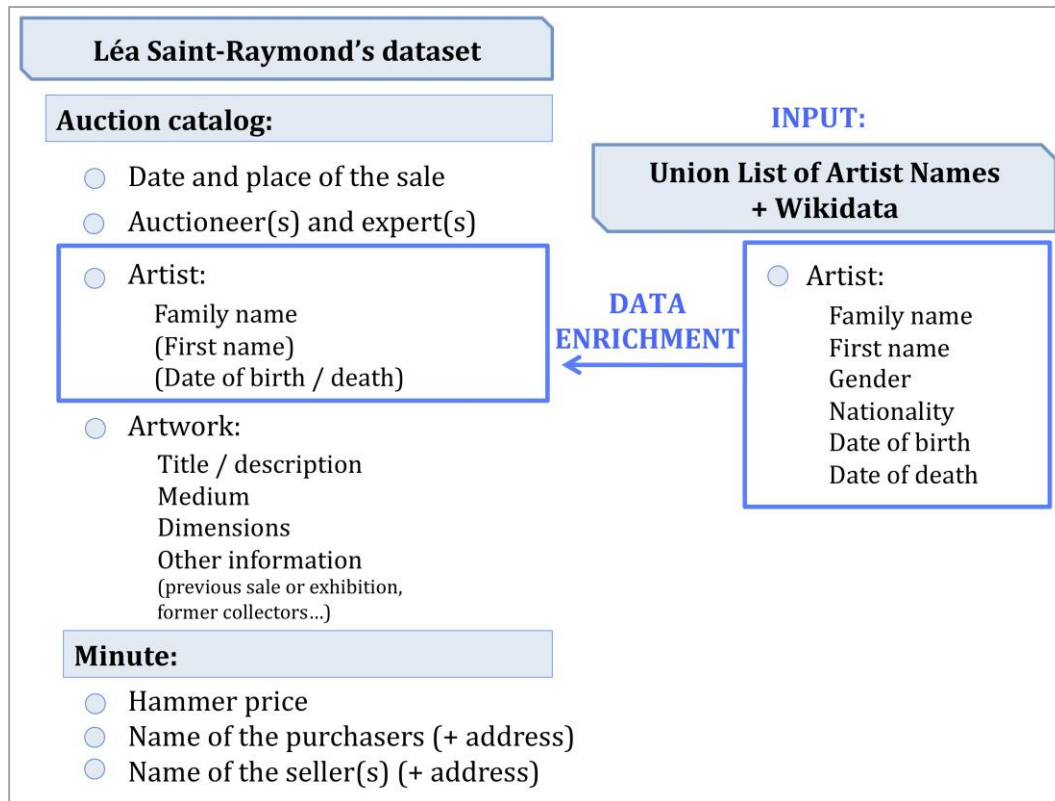 Léa Saint-Raymond’s dataset
Auction catalog:
Date and place of the sale
Auctioneer(s) and expert(s)
Artist:
Family name
(First name)
(Date of birth / death)
Artwork:
Title / description
Medium
Dimensions
Other information
(previous sale or exhibition,
former collectors…)
Minute:
Hammer price
Name of the purchasers (+ address)
Name of the seller(s) (+ address)
DATA
ENRICHMENT
INPUT:
Union List of Artist Names
+ Wikidata
Artist:
Family name
First name
Gender
Nationality
Date of birth
Date of death